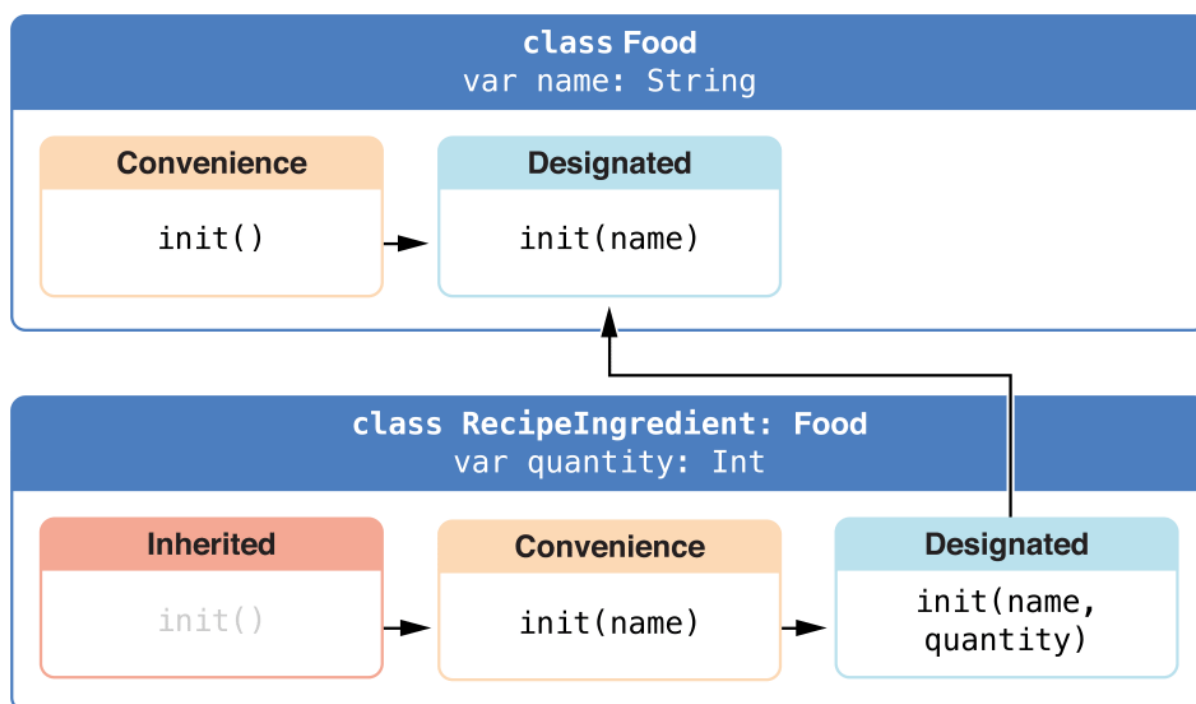 class Food
var name: String
Convenience
Designated
init()
init(name)
class RecipeIngredient: Food
var quantity: Int
Inherited
Convenience
Designated
init()
init(name)
init(name,
quantity)